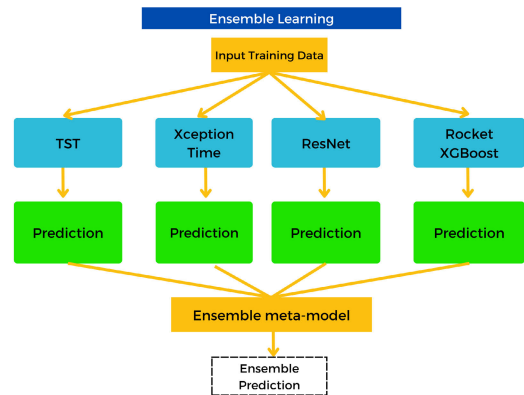 Ensemble Learning
Input Training Data
TST
Xception
Time
ResNet
Rocket
XGBoost
Prediction
Prediction
Prediction
Prediction
Ensemble meta-model
Ensemble
Prediction